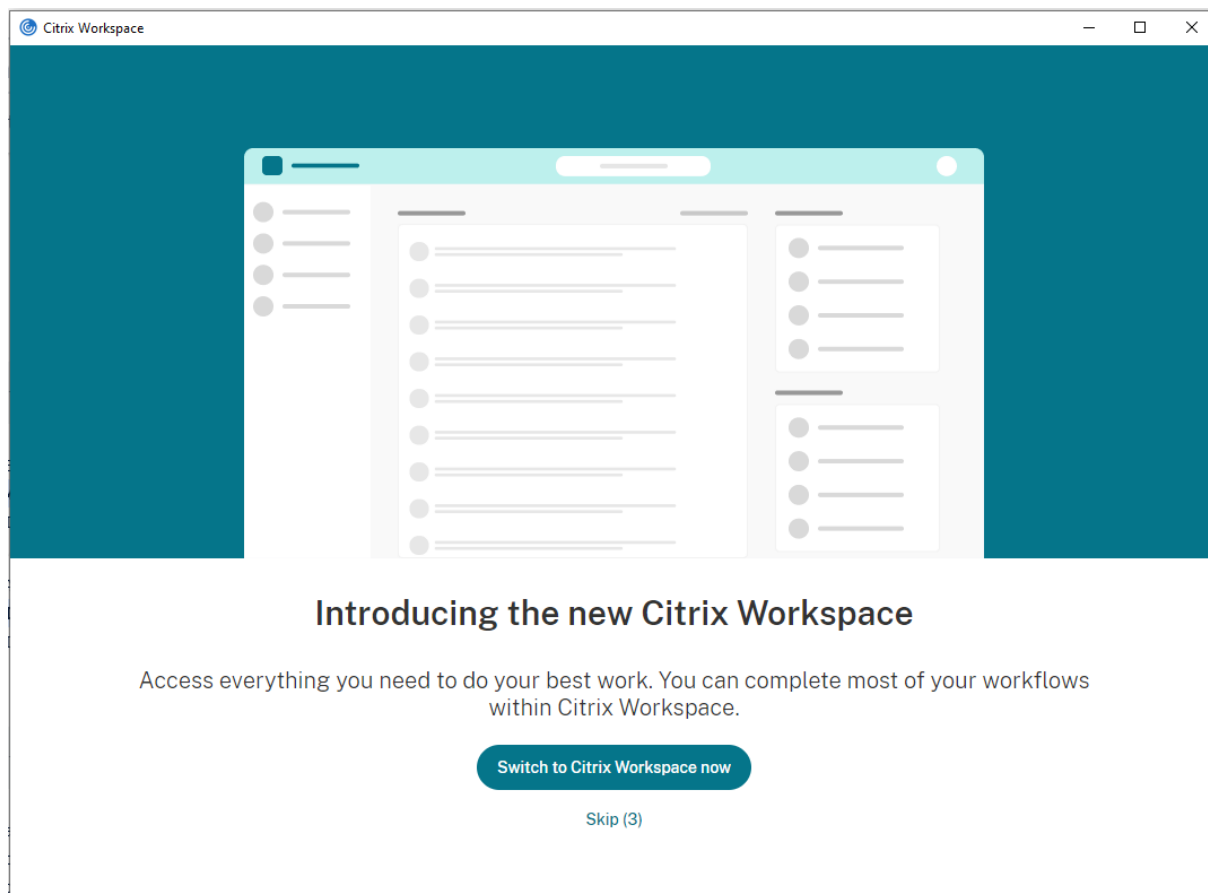 Citrix Workspace
Introducing the new Citrix Workspace
Access everything you need to do your best work. You can complete most of your workflows
within Citrix Workspace.
Switch to Citrix Workspace now
Skip (3)